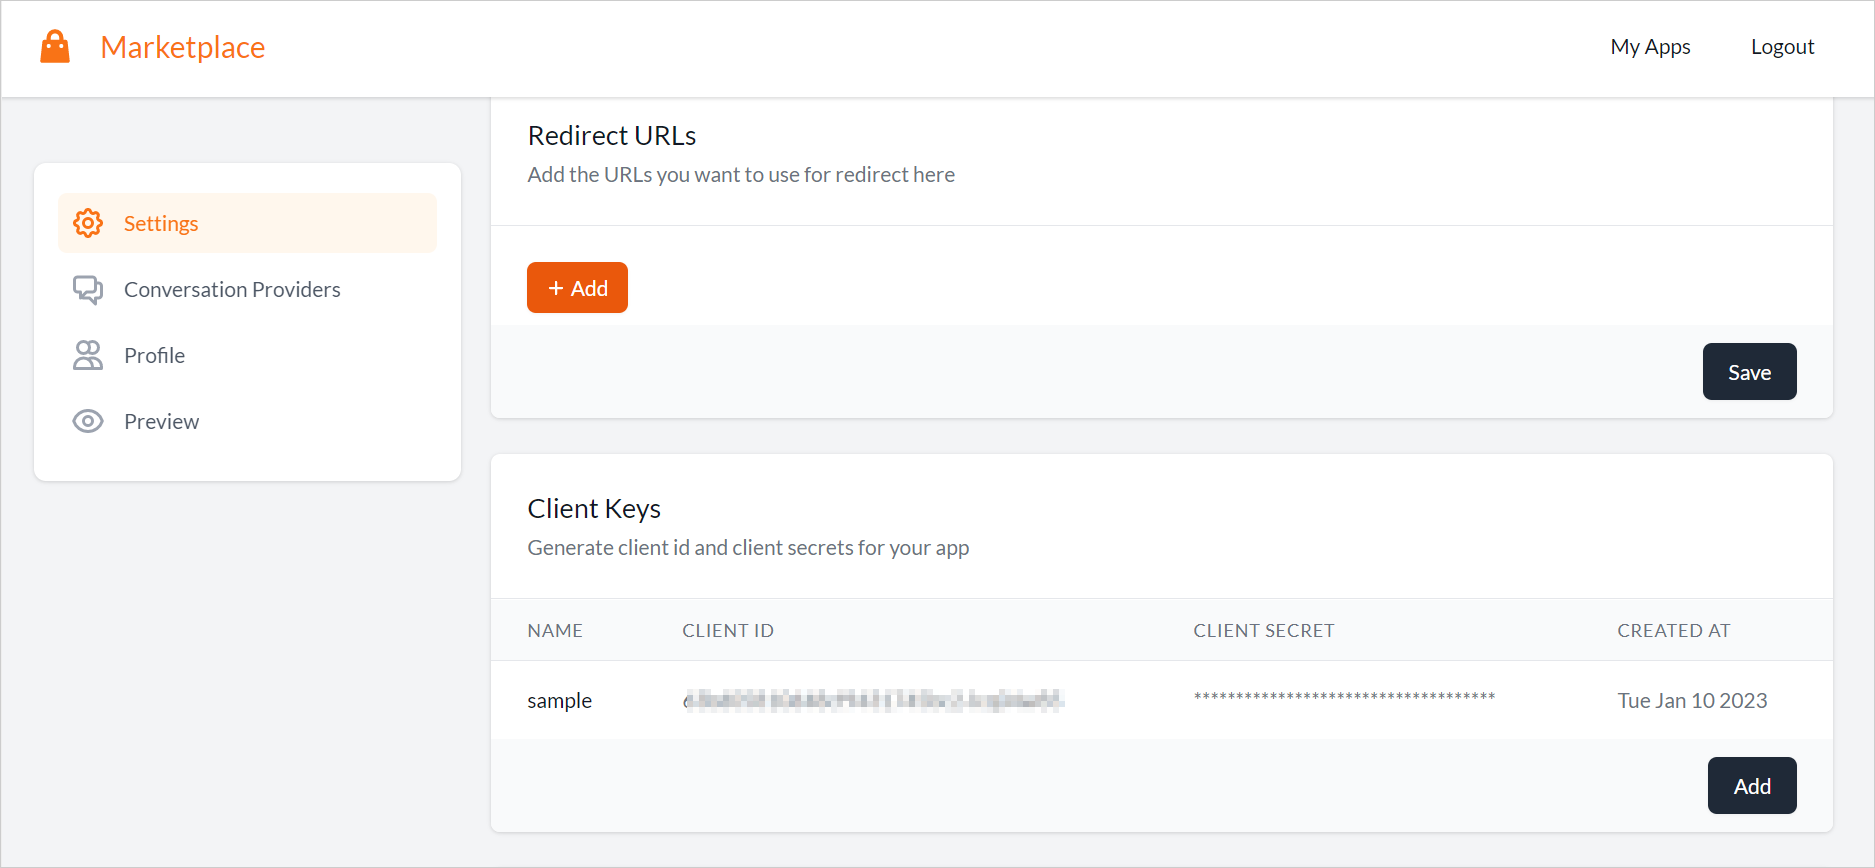 Marketplace
My Apps
Logout
Settings
Conversation Providers
Profile
Preview
Redirect URLs
Add the URLs you want to use for redirect here
+ Add
Save
Client Keys
Generate client id and client secrets for your app
NAME CLIENT ID CLIENT SECRET CREATED AT
sample ************************************ Tue Jan 10 2023
Add